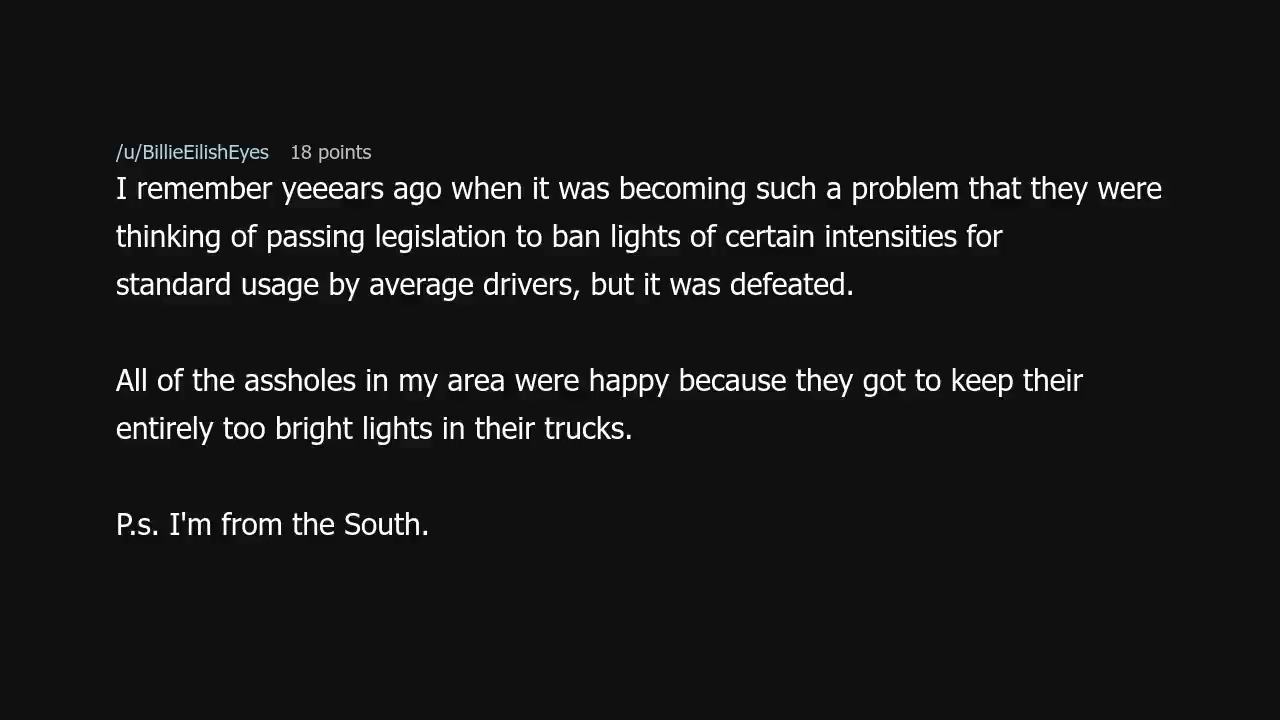 /u/BillieEilishEyes 18 points
I remember yeeears ago when it was becoming such a problem that they were
thinking of passing legislation to ban lights of certain intensities for
standard usage by average drivers, but it was defeated.
All of the assholes in my area were happy because they got to keep their
entirely too bright lights in their trucks.
P.s. I'm from the South.